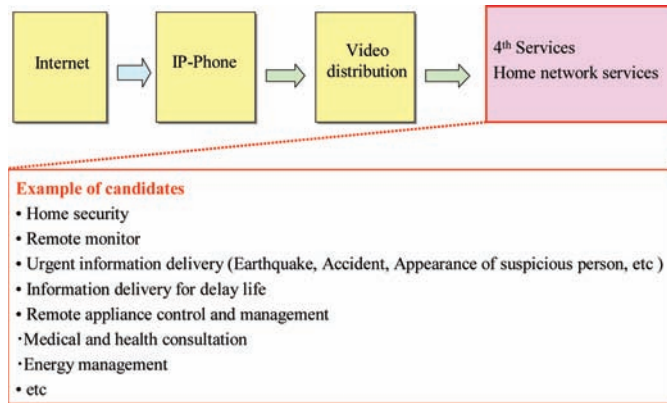 Internet
IP-Phone
Video
distribution
4th Services
Home network services
Example of candidates
• Home security
• Remote monitor
• Urgent information delivery (Earthquake, Accident, Appearance of suspicious person, etc )
• Information delivery for delay life
• Remote appliance control and management
·Medical and health consultation
·Energy management
• etc